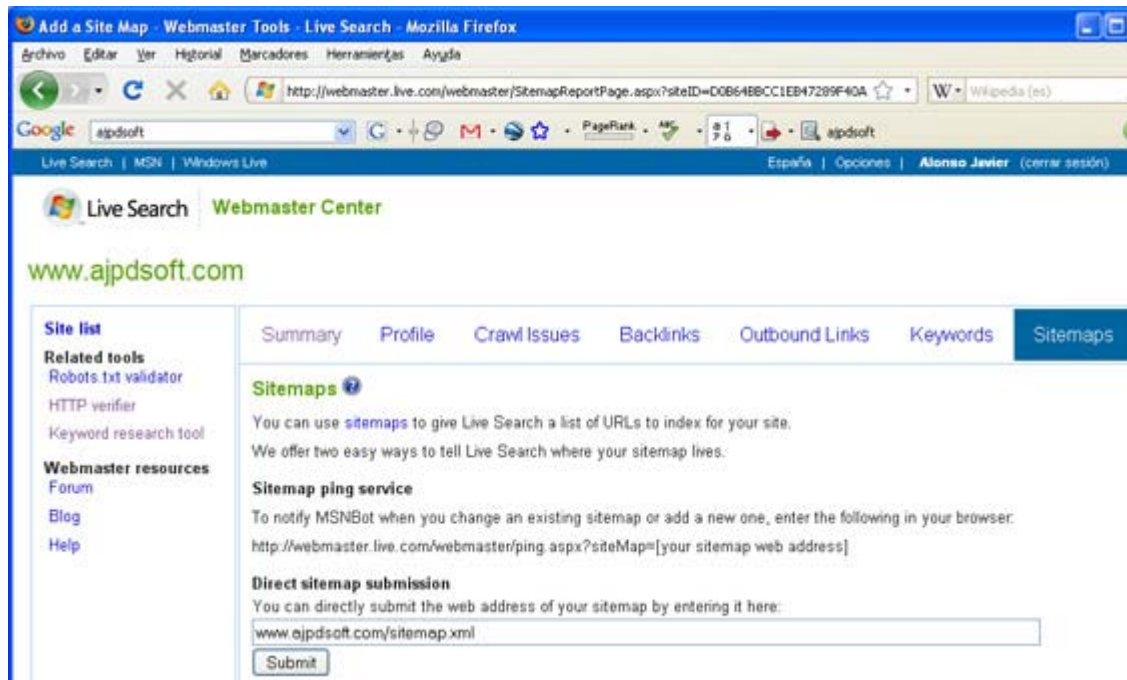 Add a Site Map - Webmaster Tools - Live Search - Mozilla Firefox
Archivo Editar Ver Historial Marcadores Herramientas Ayuda
http://webmaster.live.com/webmaster/SitemapReportPage.aspx?siteID=D0B64BBCC1EB47289F40A W Wikipedia (es)
Google ajpdsoft G M PageRank ABC ajpdsoft
Live Search | MSN | Windows Live España | Opciones | Alonso Javier (cerrar sesión)
Live Search Webmaster Center
www.ajpdsoft.com
Site list
Related tools
Robots.txt validator
HTTP verifier
Keyword research tool
Webmaster resources
Forum
Blog
Help
Summary Profile Crawl Issues Backlinks Outbound Links Keywords Sitemaps
Sitemaps ?
You can use sitemaps to give Live Search a list of URLs to index for your site.
We offer two easy ways to tell Live Search where your sitemap lives.
Sitemap ping service
To notify MSNBot when you change an existing sitemap or add a new one, enter the following in your browser:
http://webmaster.live.com/webmaster/ping.aspx?siteMap=[your sitemap web address]
Direct sitemap submission
You can directly submit the web address of your sitemap by entering it here:
www.ajpdsoft.com/sitemap.xml
Submit